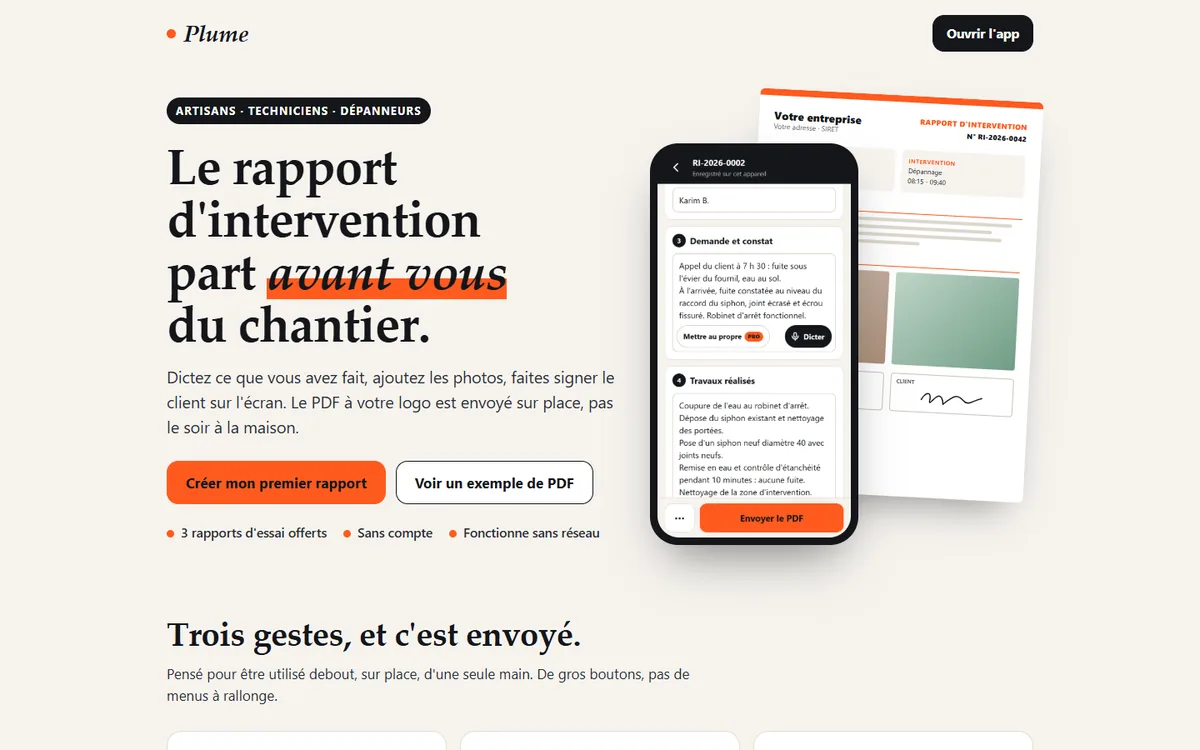 Plume
Ouvrir l'app
ARTISANS · TECHNICIENS · DÉPANNEURS
Le rapport
d'intervention
part avant vous
du chantier.
Dictez ce que vous avez fait, ajoutez les photos, faites signer le
client sur l'écran. Le PDF à votre logo est envoyé sur place, pas
le soir à la maison.
Créer mon premier rapport
Voir un exemple de PDF
3 rapports d'essai offerts
Sans compte
Fonctionne sans réseau
Votre entreprise
Votre adresse · SIRET
RAPPORT D'INTERVENTION
N° RI-2026-0042
INTERVENTION
Dépannage
08:15 - 09:40
CLIENT
RI-2026-0002
Enregistré sur cet appareil
Karim B.
3 Demande et constat
Appel du client à 7 h 30 : fuite sous
l'évier du fournil, eau au sol.
À l'arrivée, fuite constatée au niveau du
raccord du siphon, joint écrasé et écrou
fissuré. Robinet d'arrêt fonctionnel.
Mettre au propre PRO
Dicter
4 Travaux réalisés
Coupure de l'eau au robinet d'arrêt.
Dépose du siphon existant et nettoyage
des portées.
Pose d'un siphon neuf diamètre 40 avec
joints neufs.
Remise en eau et contrôle d'étanchéité
pendant 10 minutes : aucune fuite.
Nettoyage de la zone d'intervention.
Envoyer le PDF
Trois gestes, et c'est envoyé.
Pensé pour être utilisé debout, sur place, d'une seule main. De gros boutons, pas de
menus à rallonge.